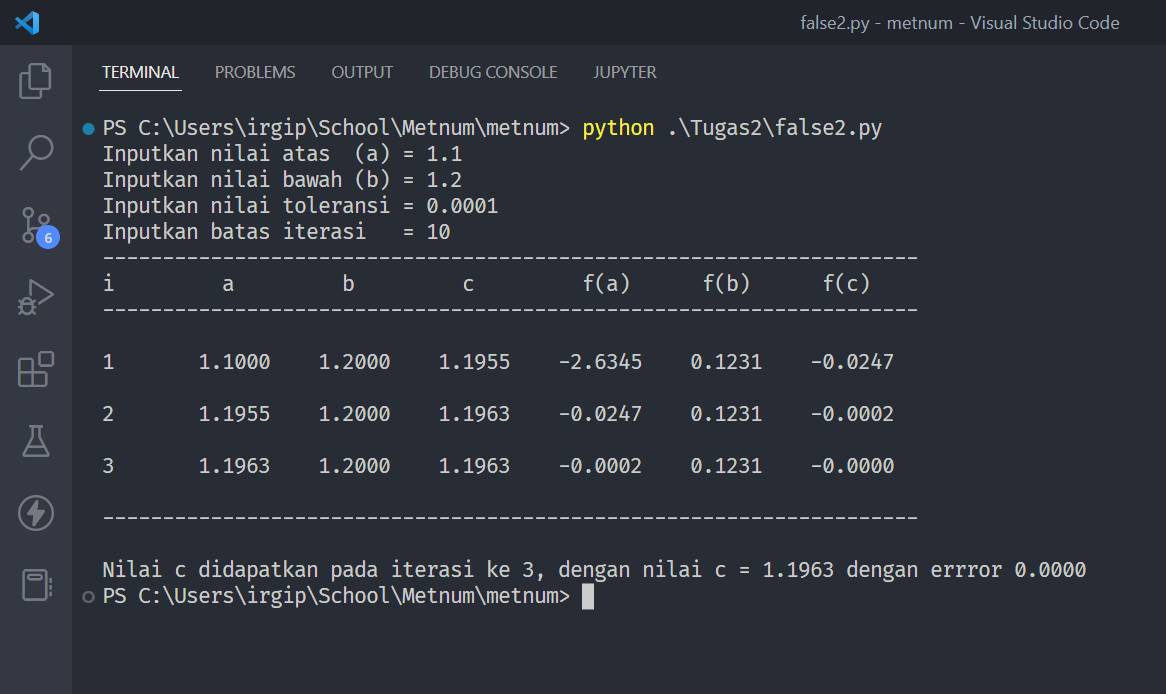 false2.py - metnum - Visual Studio Code
TERMINAL PROBLEMS OUTPUT DEBUG CONSOLE JUPYTER
PS C:\Users\irgip\School\Metnum\metnum> python .\Tugas2\false2.py
Inputkan nilai atas  (a) = 1.1
Inputkan nilai bawah (b) = 1.2
Inputkan nilai toleransi = 0.0001
Inputkan batas iterasi   = 10
--------------------------------------------------------------------
i         a         b         c         f(a)      f(b)      f(c)
--------------------------------------------------------------------
1       1.1000    1.2000    1.1955    -2.6345    0.1231    -0.0247
2       1.1955    1.2000    1.1963    -0.0247    0.1231    -0.0002
3       1.1963    1.2000    1.1963    -0.0002    0.1231    -0.0000
--------------------------------------------------------------------
Nilai c didapatkan pada iterasi ke 3, dengan nilai c = 1.1963 dengan errror 0.0000
PS C:\Users\irgip\School\Metnum\metnum>
6